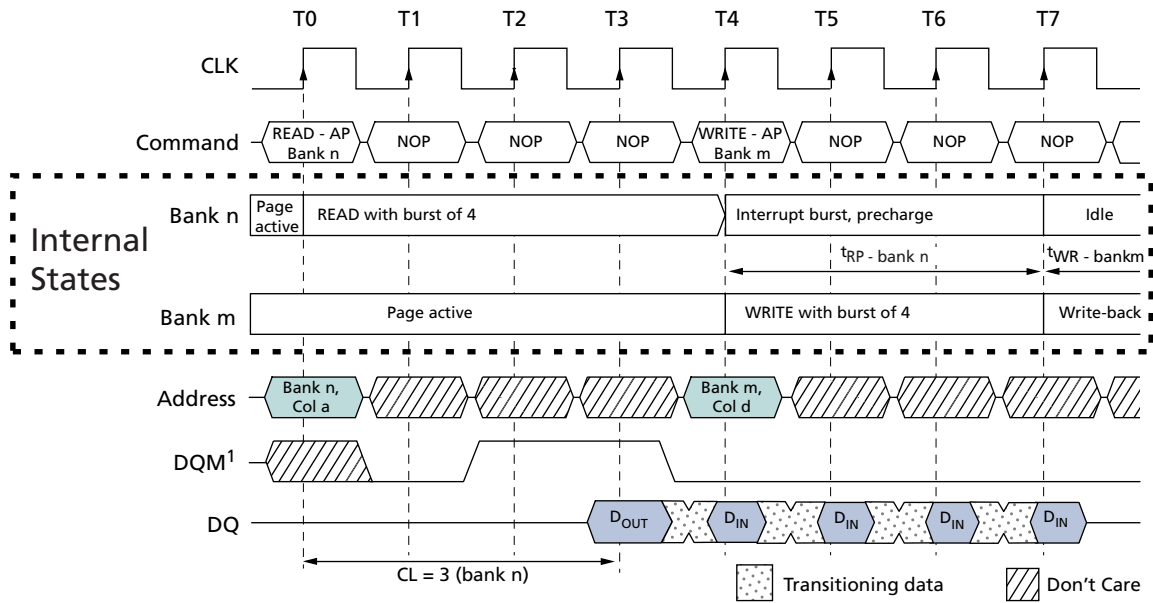 T0 T1 T2 T3 T4 T5 T6 T7
CLK
Command READ - AP Bank n NOP NOP NOP WRITE - AP Bank m NOP NOP NOP
Internal States
Bank n Page active READ with burst of 4 Interrupt burst, precharge Idle
tRP - bank n tWR - bankm
Bank m Page active WRITE with burst of 4 Write-back
Address Bank n, Col a Bank m, Col d
DQM1
DQ DOUT DIN DIN DIN DIN
CL = 3 (bank n)
Transitioning data Don't Care